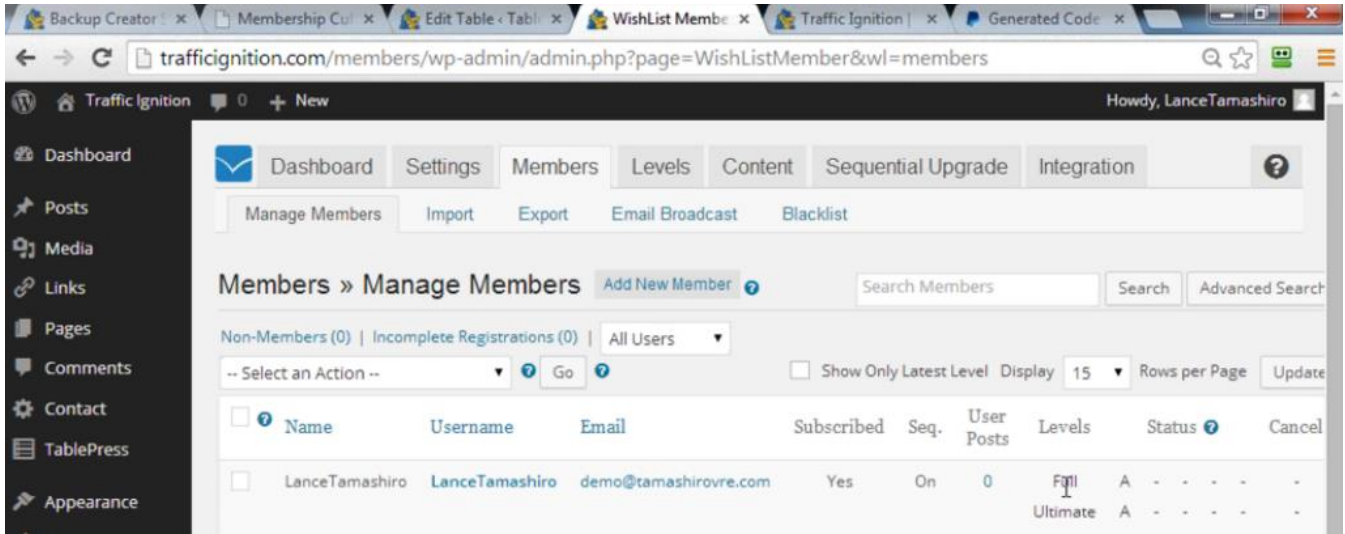 Backup Creator Membership Cul Edit Table ‹ Tabl WishList Membe Traffic Ignition | Generated Code
trafficignition.com/members/wp-admin/admin.php?page=WishListMember&wl=members
Traffic Ignition 0 + New Howdy, LanceTamashiro
Dashboard
Posts
Media
Links
Pages
Comments
Contact
TablePress
Appearance
Dashboard Settings Members Levels Content Sequential Upgrade Integration
Manage Members Import Export Email Broadcast Blacklist
Members » Manage Members Add New Member Search Members Search Advanced Search
Non-Members (0) | Incomplete Registrations (0) | All Users
-- Select an Action -- Go Show Only Latest Level Display 15 Rows per Page Update
Name Username Email Subscribed Seq. User Posts Levels Status Cancel
LanceTamashiro LanceTamashiro demo@tamashirovre.com Yes On 0 Full A - - - - -
Ultimate A - - - - -